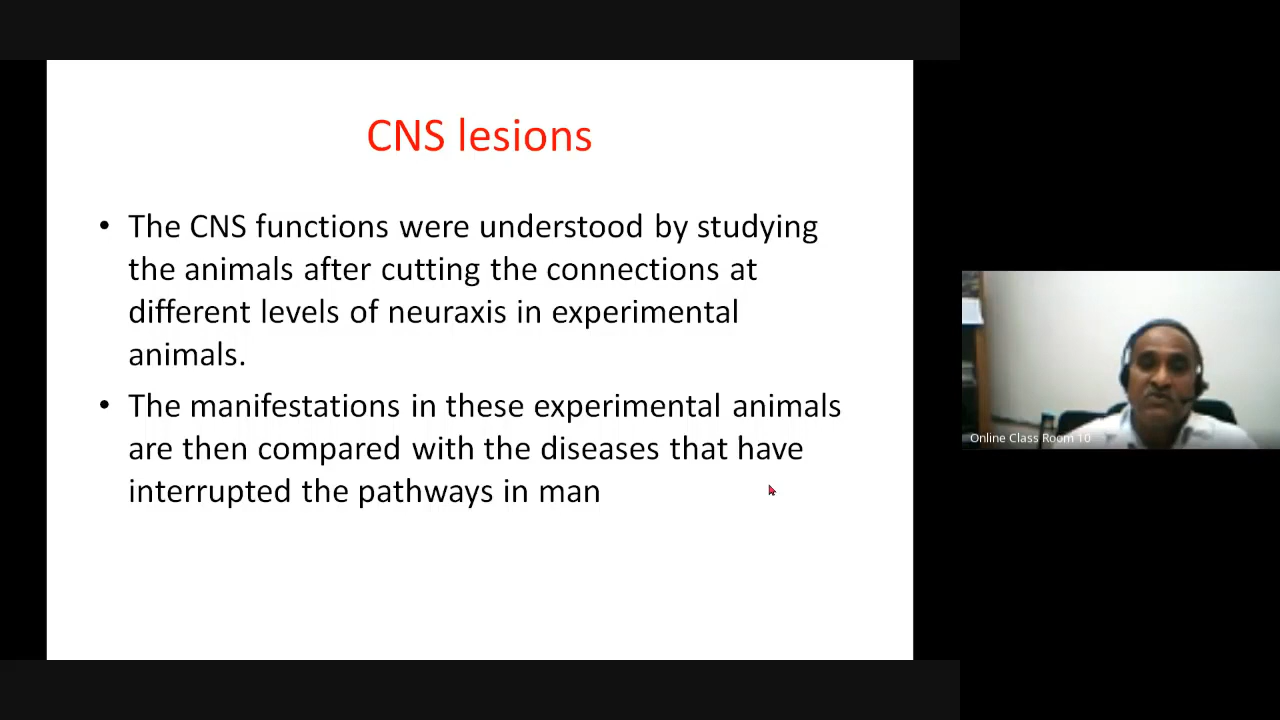 CNS lesions
• The CNS functions were understood by studying
the animals after cutting the connections at
different levels of neuraxis in experimental
animals.
• The manifestations in these experimental animals
are then compared with the diseases that have
interrupted the pathways in man
Online Class Room 10